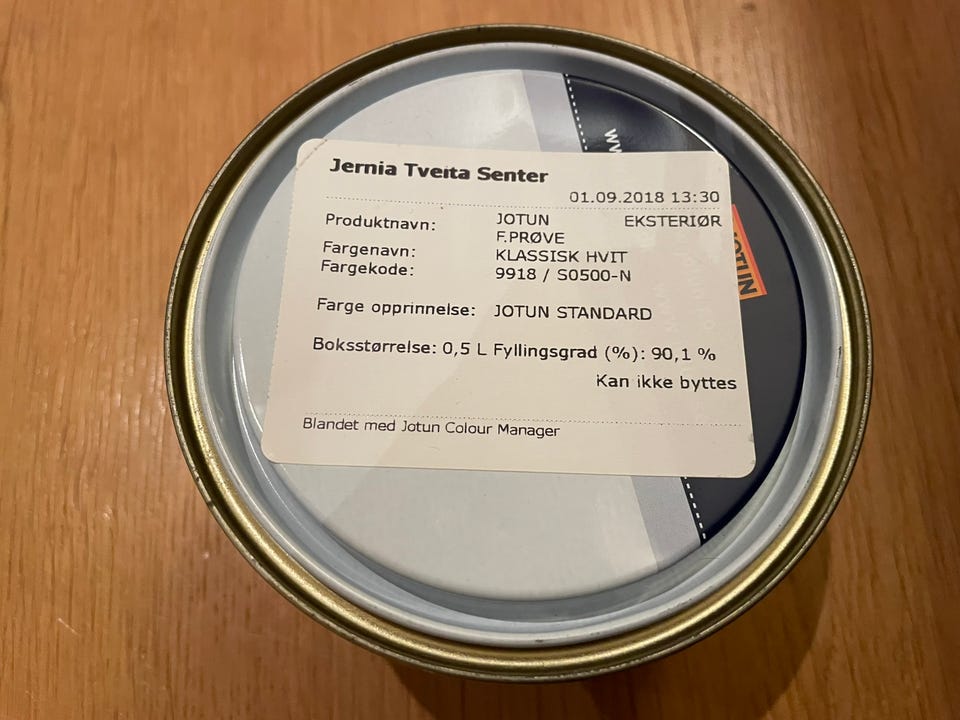 Jernia Tveita Senter
01.09.2018 13:30
Produktnavn: JOTUN EKSTERIØR
F.PRØVE
Fargenavn: KLASSISK HVIT
Fargekode: 9918 / S0500-N
Farge opprinnelse: JOTUN STANDARD
Boksstørrelse: 0,5 L Fyllingsgrad (%): 90,1 %
Kan ikke byttes
Blandet med Jotun Colour Manager
JOTUN